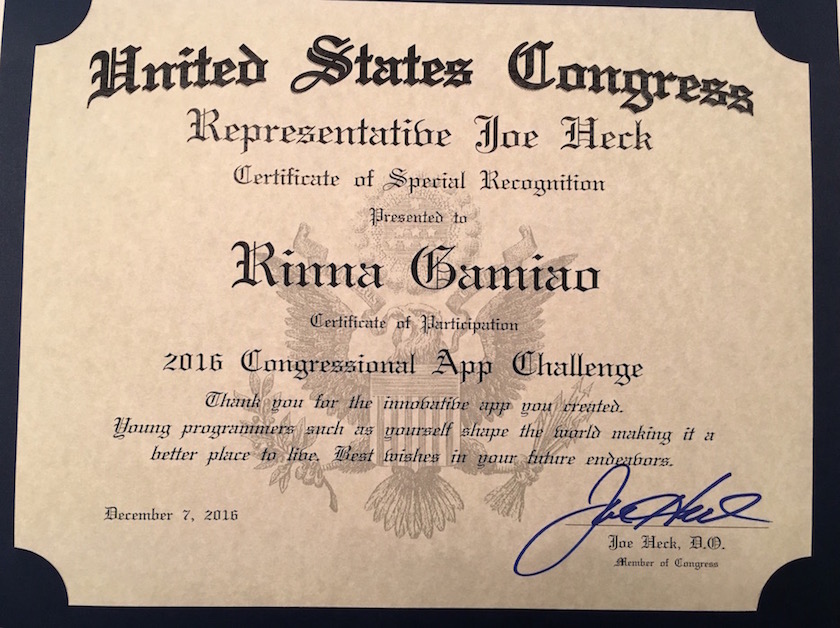 United States Congress
Representative Joe Heck
Certificate of Special Recognition
Presented to
Rinna Gamiao
Certificate of Participation
2016 Congressional App Challenge
Thank you for the innovative app you created.
Young programmers such as yourself shape the world making it a
better place to live. Best wishes in your future endeavors.
December 7, 2016
Joe Heck
Joe Heck, D.O.
Member of Congress